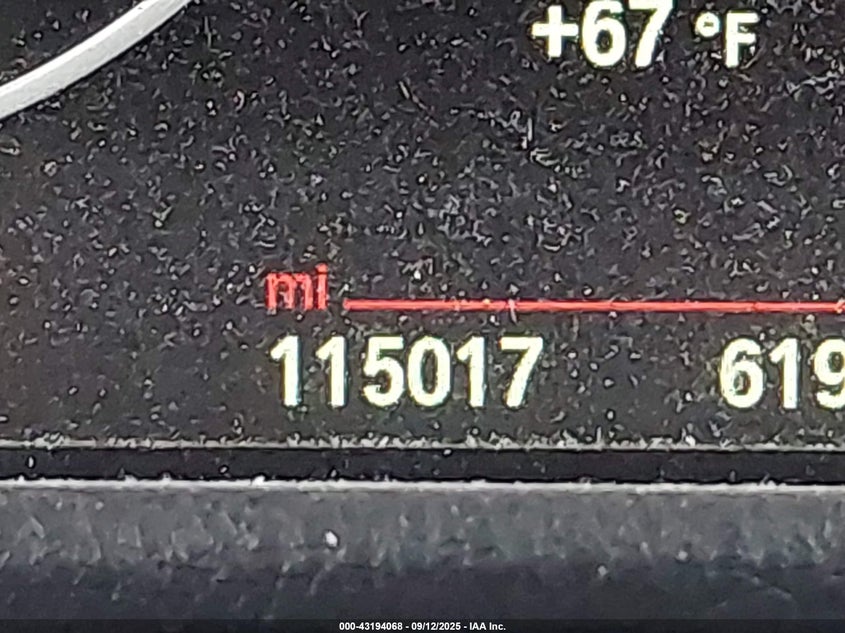 +67 °F
mi
115017 619
000-43194068 - 09/12/2025 - IAA Inc.